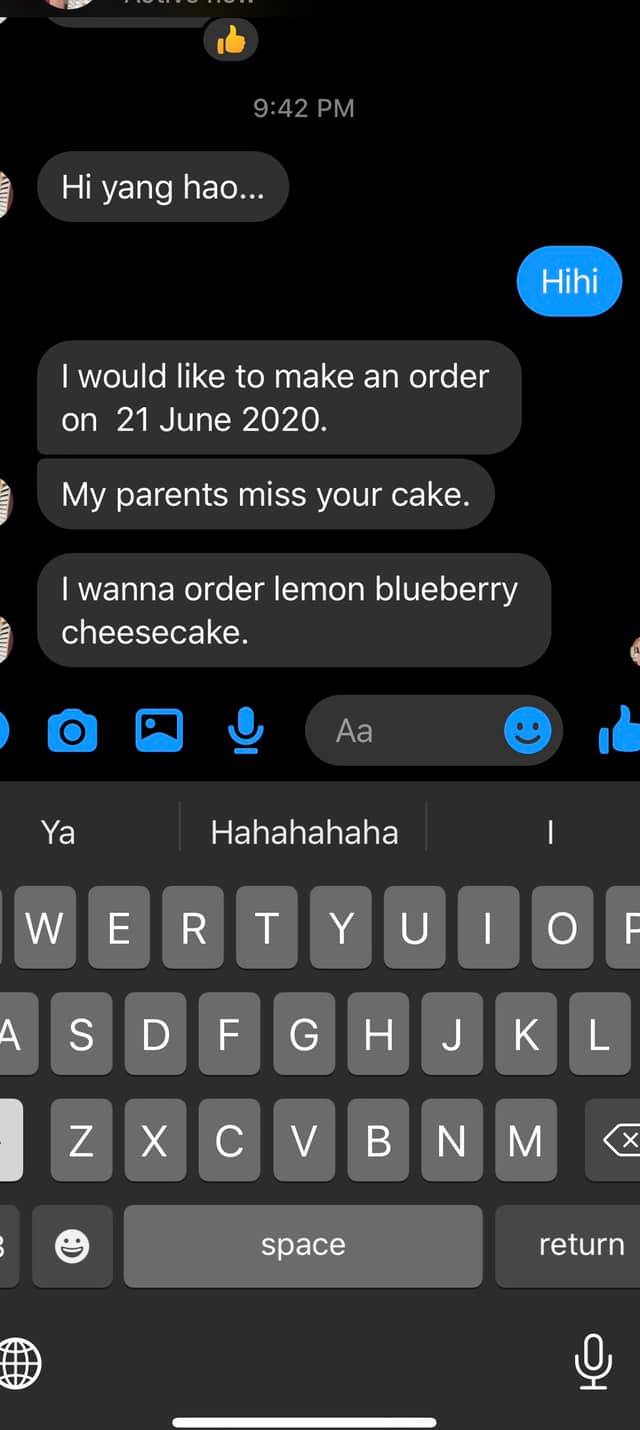 9:42 PM
Hi yang hao...
Hihi
I would like to make an order
on 21 June 2020.
My parents miss your cake.
I wanna order lemon blueberry
cheesecake.
Aa
Ya Hahahahaha I
W E R T Y U I O P
A S D F G H J K L
Z X C V B N M
space return